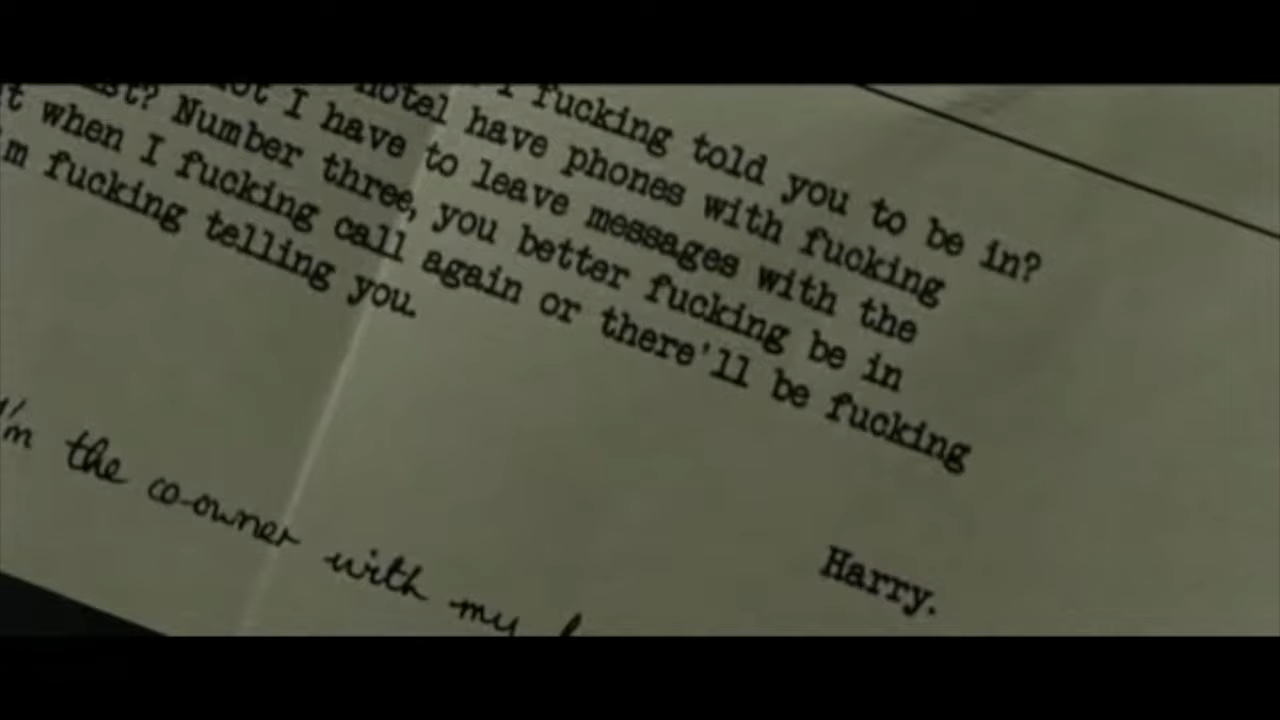 I fucking told you to be in?
hotel have phones with fucking
I have to leave messages with the
Number three, you better fucking be in
when I fucking call again or there'll be fucking
fucking telling you.
Harry.
I'm the co-owner with my